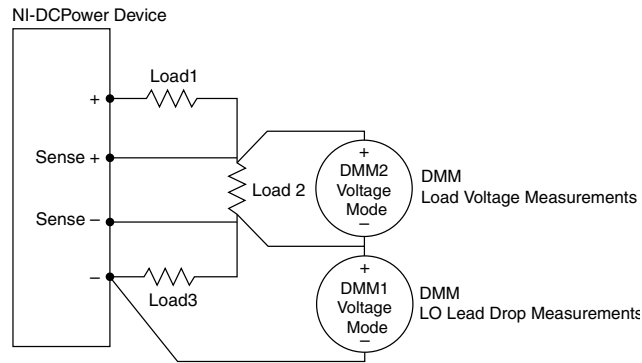 NI-DCPower Device
+
Load1
Sense +
Load 2
Sense –
–
Load3
+
DMM2
Voltage
Mode
–
DMM
Load Voltage Measurements
+
DMM1
Voltage
Mode
–
DMM
LO Lead Drop Measurements